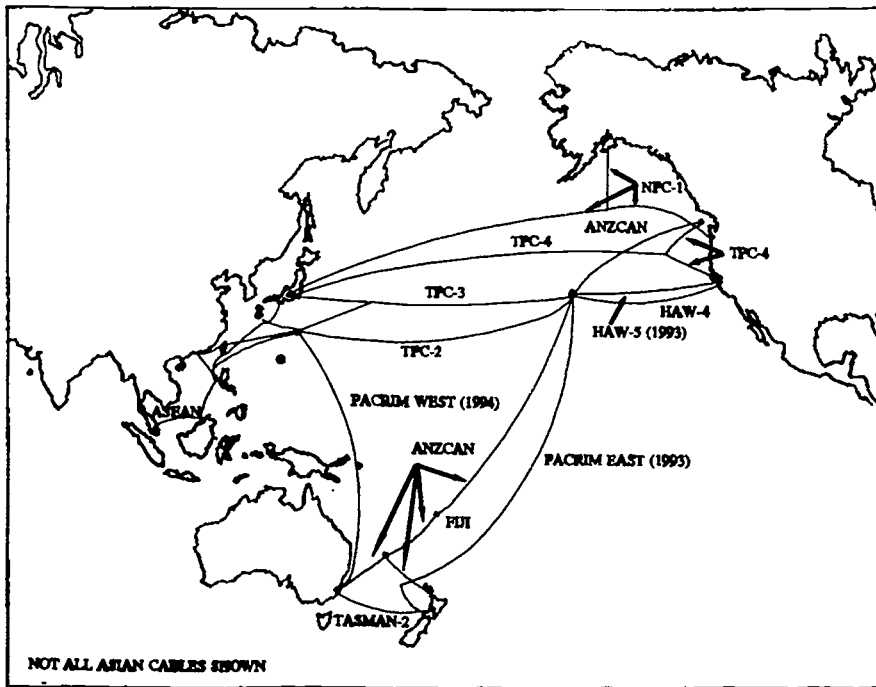 NPC-1
ANZCAN
TPC-4
TPC-4
TPC-3
HAW-4
HAW-5 (1993)
TPC-2
PACRIM WEST (1994)
ASEAN
ANZCAN
PACRIM EAST (1993)
FIJI
TASMAN-2
NOT ALL ASIAN CABLES SHOWN